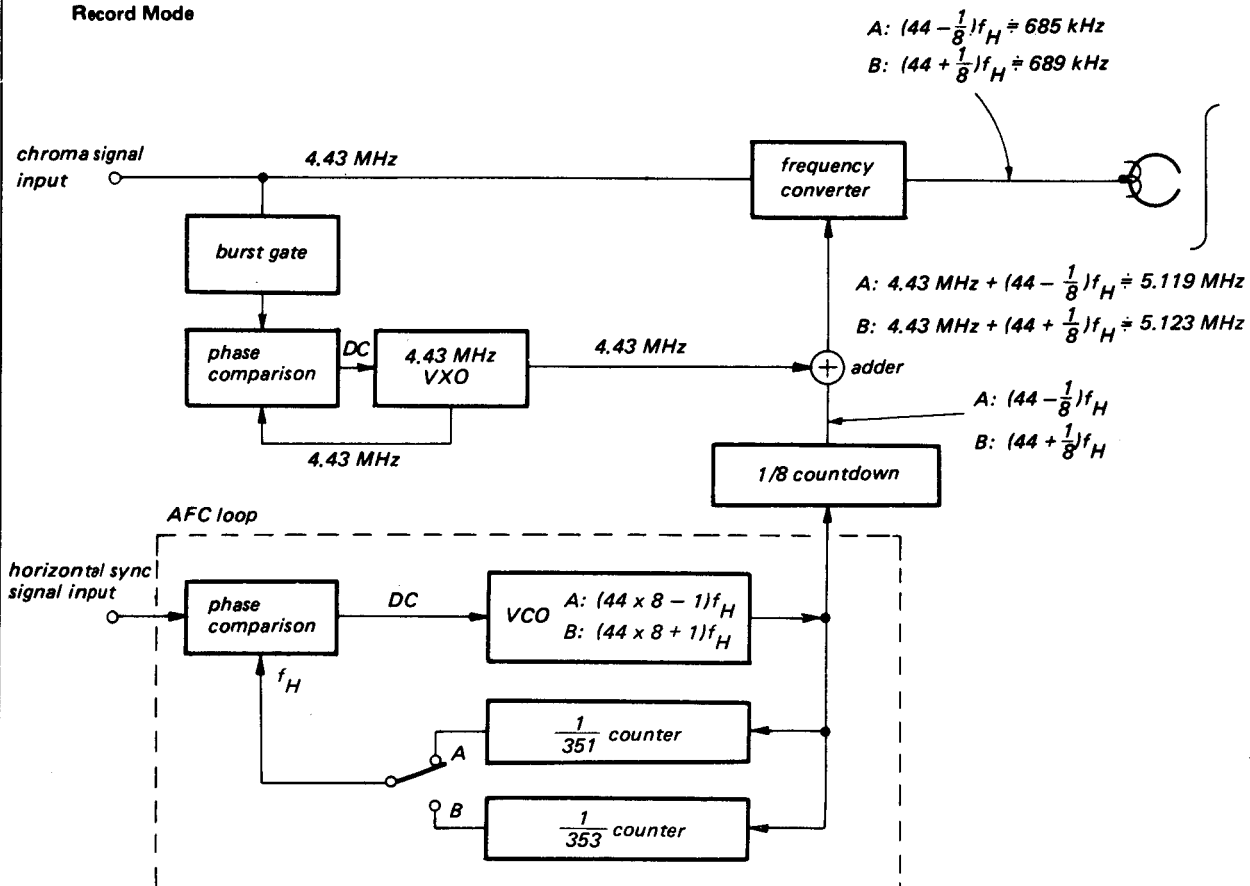 Record Mode
A: (44 - 1/8)f_H ≑ 685 kHz
B: (44 + 1/8)f_H ≑ 689 kHz
chroma signal
input
4.43 MHz
frequency
converter
burst gate
A: 4.43 MHz + (44 - 1/8)f_H ≑ 5.119 MHz
B: 4.43 MHz + (44 + 1/8)f_H ≑ 5.123 MHz
phase
comparison
DC
4.43 MHz
VXO
4.43 MHz
+
adder
4.43 MHz
A: (44 - 1/8)f_H
B: (44 + 1/8)f_H
1/8 countdown
AFC loop
horizontal sync
signal input
phase
comparison
DC
VCO
A: (44 x 8 - 1)f_H
B: (44 x 8 + 1)f_H
f_H
1/351 counter
A
B
1/353 counter